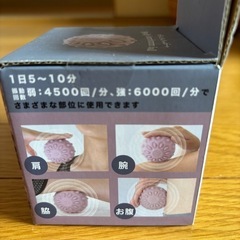 1日5〜10分
振動回数 弱:4500回/分、強:6000回/分で
さまざまな部位に使用できます
肩
腕
脇
お腹